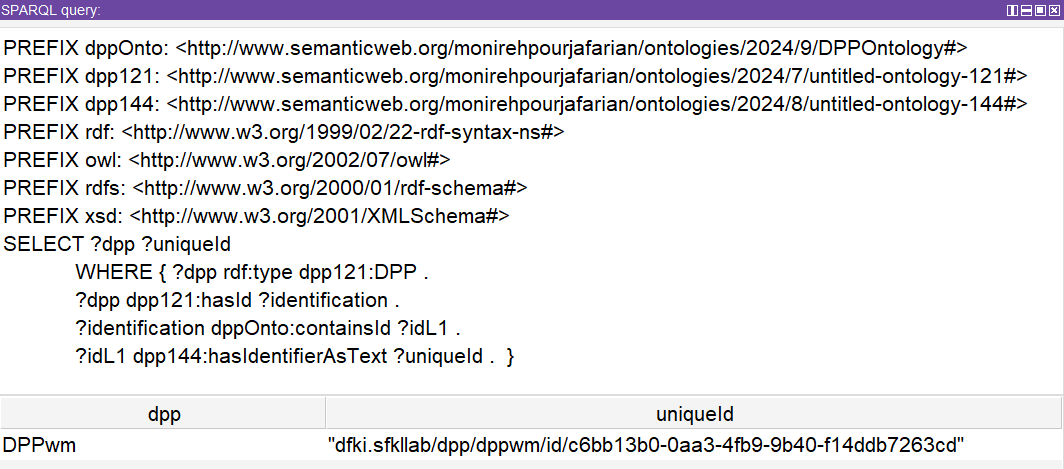 SPARQL query:
PREFIX dppOnto: <http://www.semanticweb.org/monirehpourjafarian/ontologies/2024/9/DPPOntology#>
PREFIX dpp121: <http://www.semanticweb.org/monirehpourjafarian/ontologies/2024/7/untitled-ontology-121#>
PREFIX dpp144: <http://www.semanticweb.org/monirehpourjafarian/ontologies/2024/8/untitled-ontology-144#>
PREFIX rdf: <http://www.w3.org/1999/02/22-rdf-syntax-ns#>
PREFIX owl: <http://www.w3.org/2002/07/owl#>
PREFIX rdfs: <http://www.w3.org/2000/01/rdf-schema#>
PREFIX xsd: <http://www.w3.org/2001/XMLSchema#>
SELECT ?dpp ?uniqueId
WHERE { ?dpp rdf:type dpp121:DPP .
?dpp dpp121:hasId ?identification .
?identification dppOnto:containsId ?idL1 .
?idL1 dpp144:hasIdentifierAsText ?uniqueId .  }
dpp uniqueId
DPPwm "dfki.sfkllab/dpp/dppwm/id/c6bb13b0-0aa3-4fb9-9b40-f14ddb7263cd"